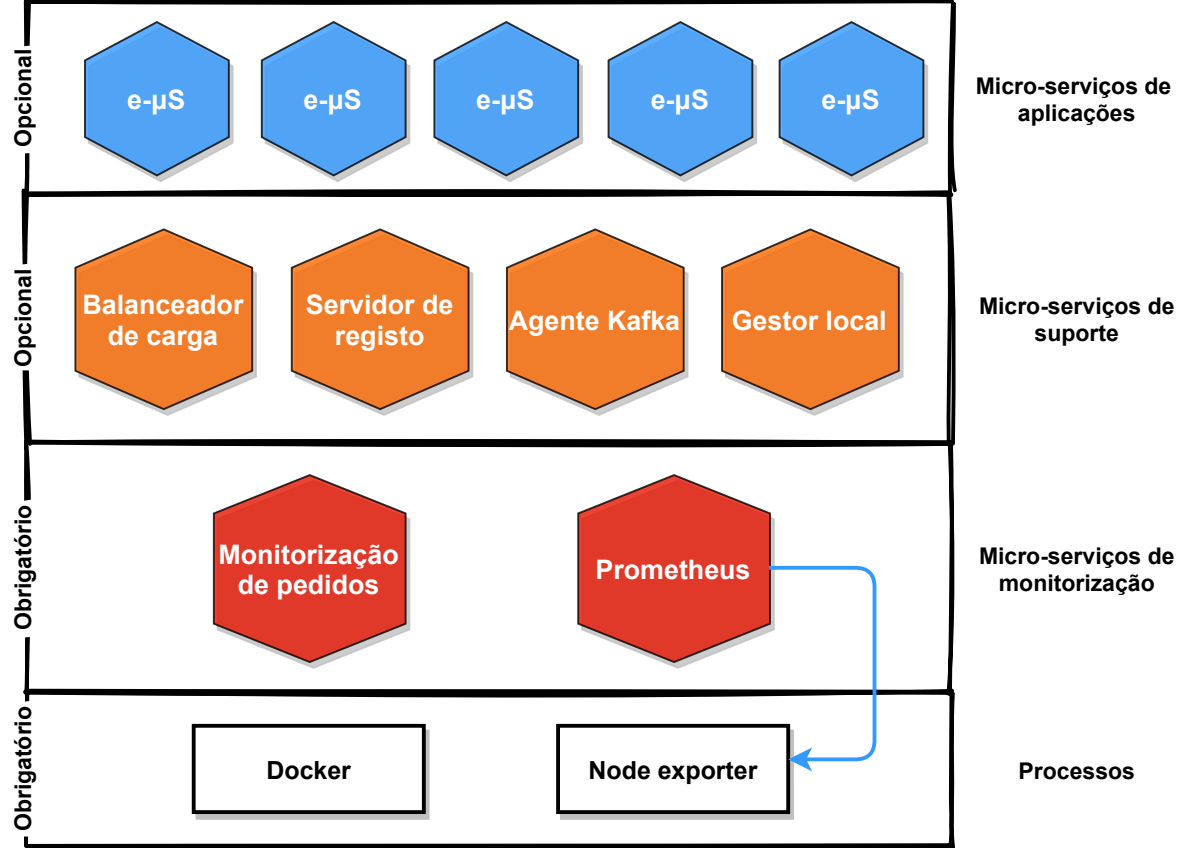 Opcional
e-µS
e-µS
e-µS
e-µS
e-µS
Micro-serviços de
aplicações
Opcional
Balanceador
de carga
Servidor de
registo
Agente Kafka
Gestor local
Micro-serviços de
suporte
Obrigatório
Monitorização
de pedidos
Prometheus
Micro-serviços de
monitorização
Obrigatório
Docker
Node exporter
Processos